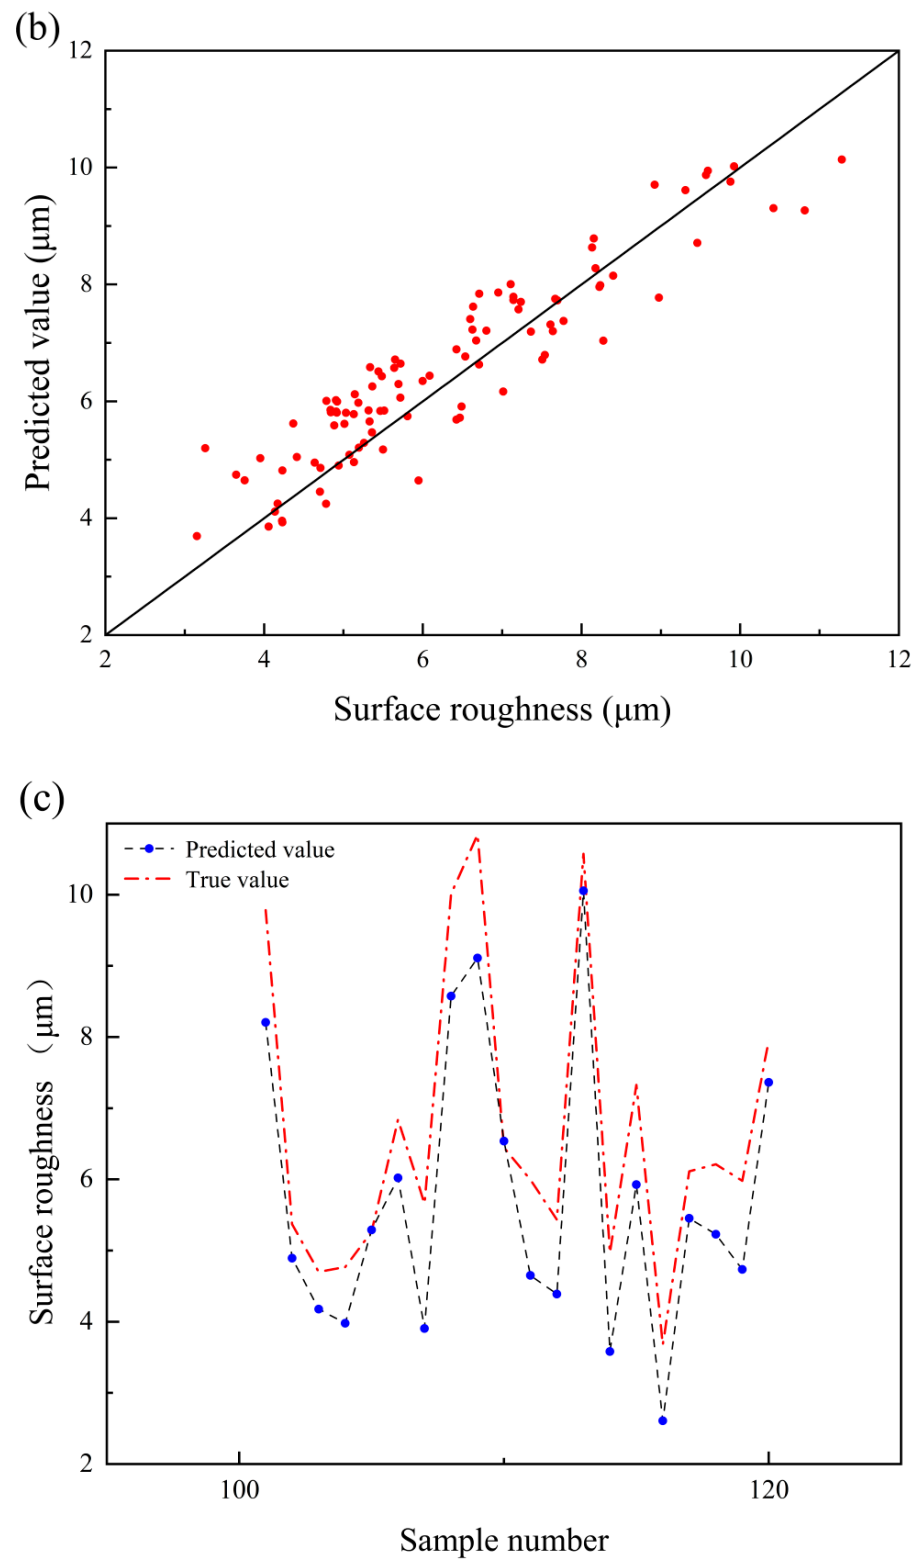 (b)
12
10
8
6
4
2
Predicted value (μm)
2 4 6 8 10 12
Surface roughness (μm)
(c)
Predicted value
True value
10
8
6
4
2
Surface roughness （μm）
100 120
Sample number